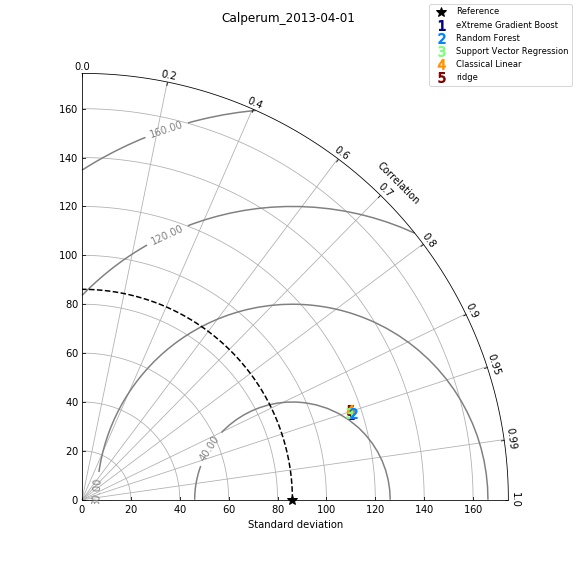 Calperum_2013-04-01
Reference
1 eXtreme Gradient Boost
2 Random Forest
3 Support Vector Regression
4 Classical Linear
5 ridge
0.0
0.2
0.4
0.6
0.7
0.8
0.9
0.95
0.99
1.0
Correlation
160
140
120
100
80
60
40
20
0
160.00
120.00
40.00
2
0 20 40 60 80 100 120 140 160
Standard deviation